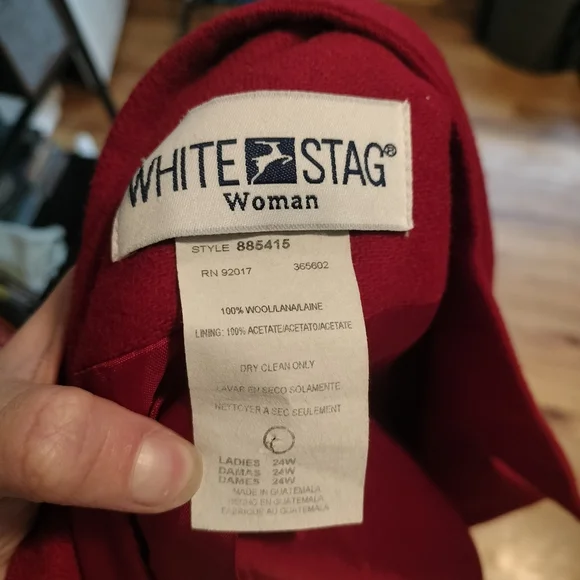 WHITE STAG®
Woman
STYLE 885415
RN 92017 365602
100% WOOL/LANA/LAINE
LINING: 100% ACETATE/ACETATO/ACETATE
DRY CLEAN ONLY
LAVAR EN SECO SOLAMENTE
NETTOYER A SEC SEULEMENT
LADIES 24W
DAMAS 24W
DAMES 24W
MADE IN GUATEMALA
HECHO EN GUATEMALA
FABRIQUE AU GUATEMALA